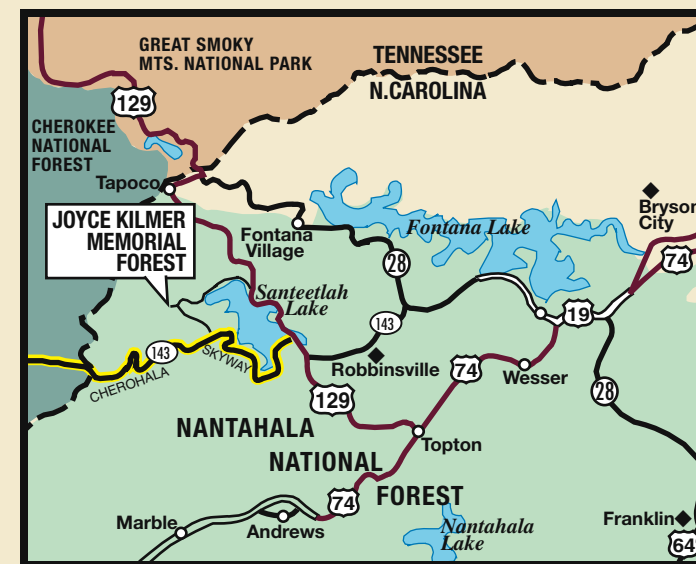 GREAT SMOKY
MTS. NATIONAL PARK
TENNESSEE
N.CAROLINA
129
CHEROKEE
NATIONAL
FOREST
Tapoco
JOYCE KILMER
MEMORIAL
FOREST
Fontana
Village
Fontana Lake
Bryson
City
74
28
Santeetlah
Lake
143
19
143
SKYWAY
CHEROHALA
Robbinsville
74
Wesser
28
129
NANTAHALA
NATIONAL
FOREST
Topton
74
Marble
Andrews
Nantahala
Lake
Franklin
64